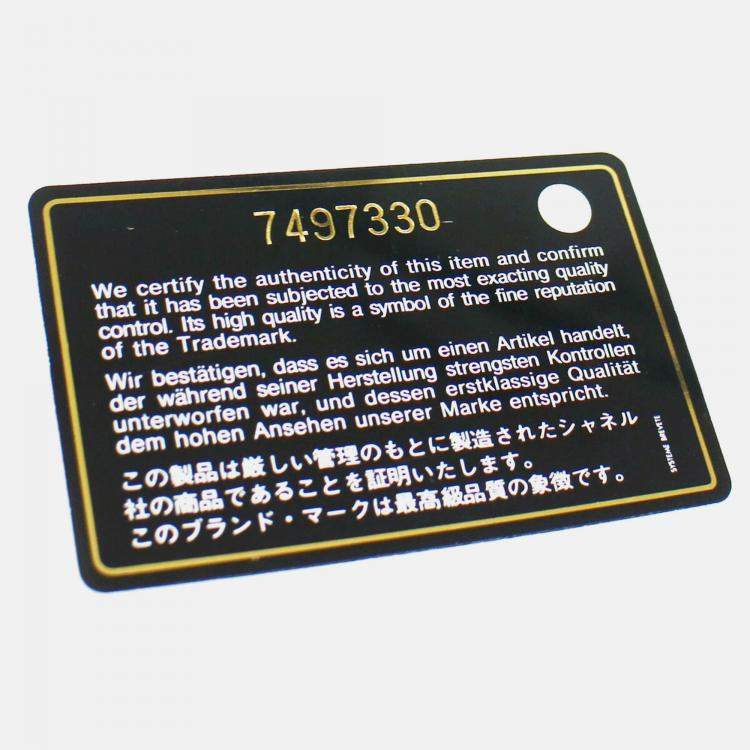 7497330
We certify the authenticity of this item and confirm
that it has been subjected to the most exacting quality
control. Its high quality is a symbol of the fine reputation
of the Trademark.
Wir bestätigen, dass es sich um einen Artikel handelt,
der während seiner Herstellung strengsten Kontrollen
unterworfen war, und dessen erstklassige Qualität
dem hohen Ansehen unserer Marke entspricht.
この製品は厳しい管理のもとに製造されたシャネル
社の商品であることを証明いたします。
このブランド・マークは最高級品質の象徴です。
SYSTEME BREVETE